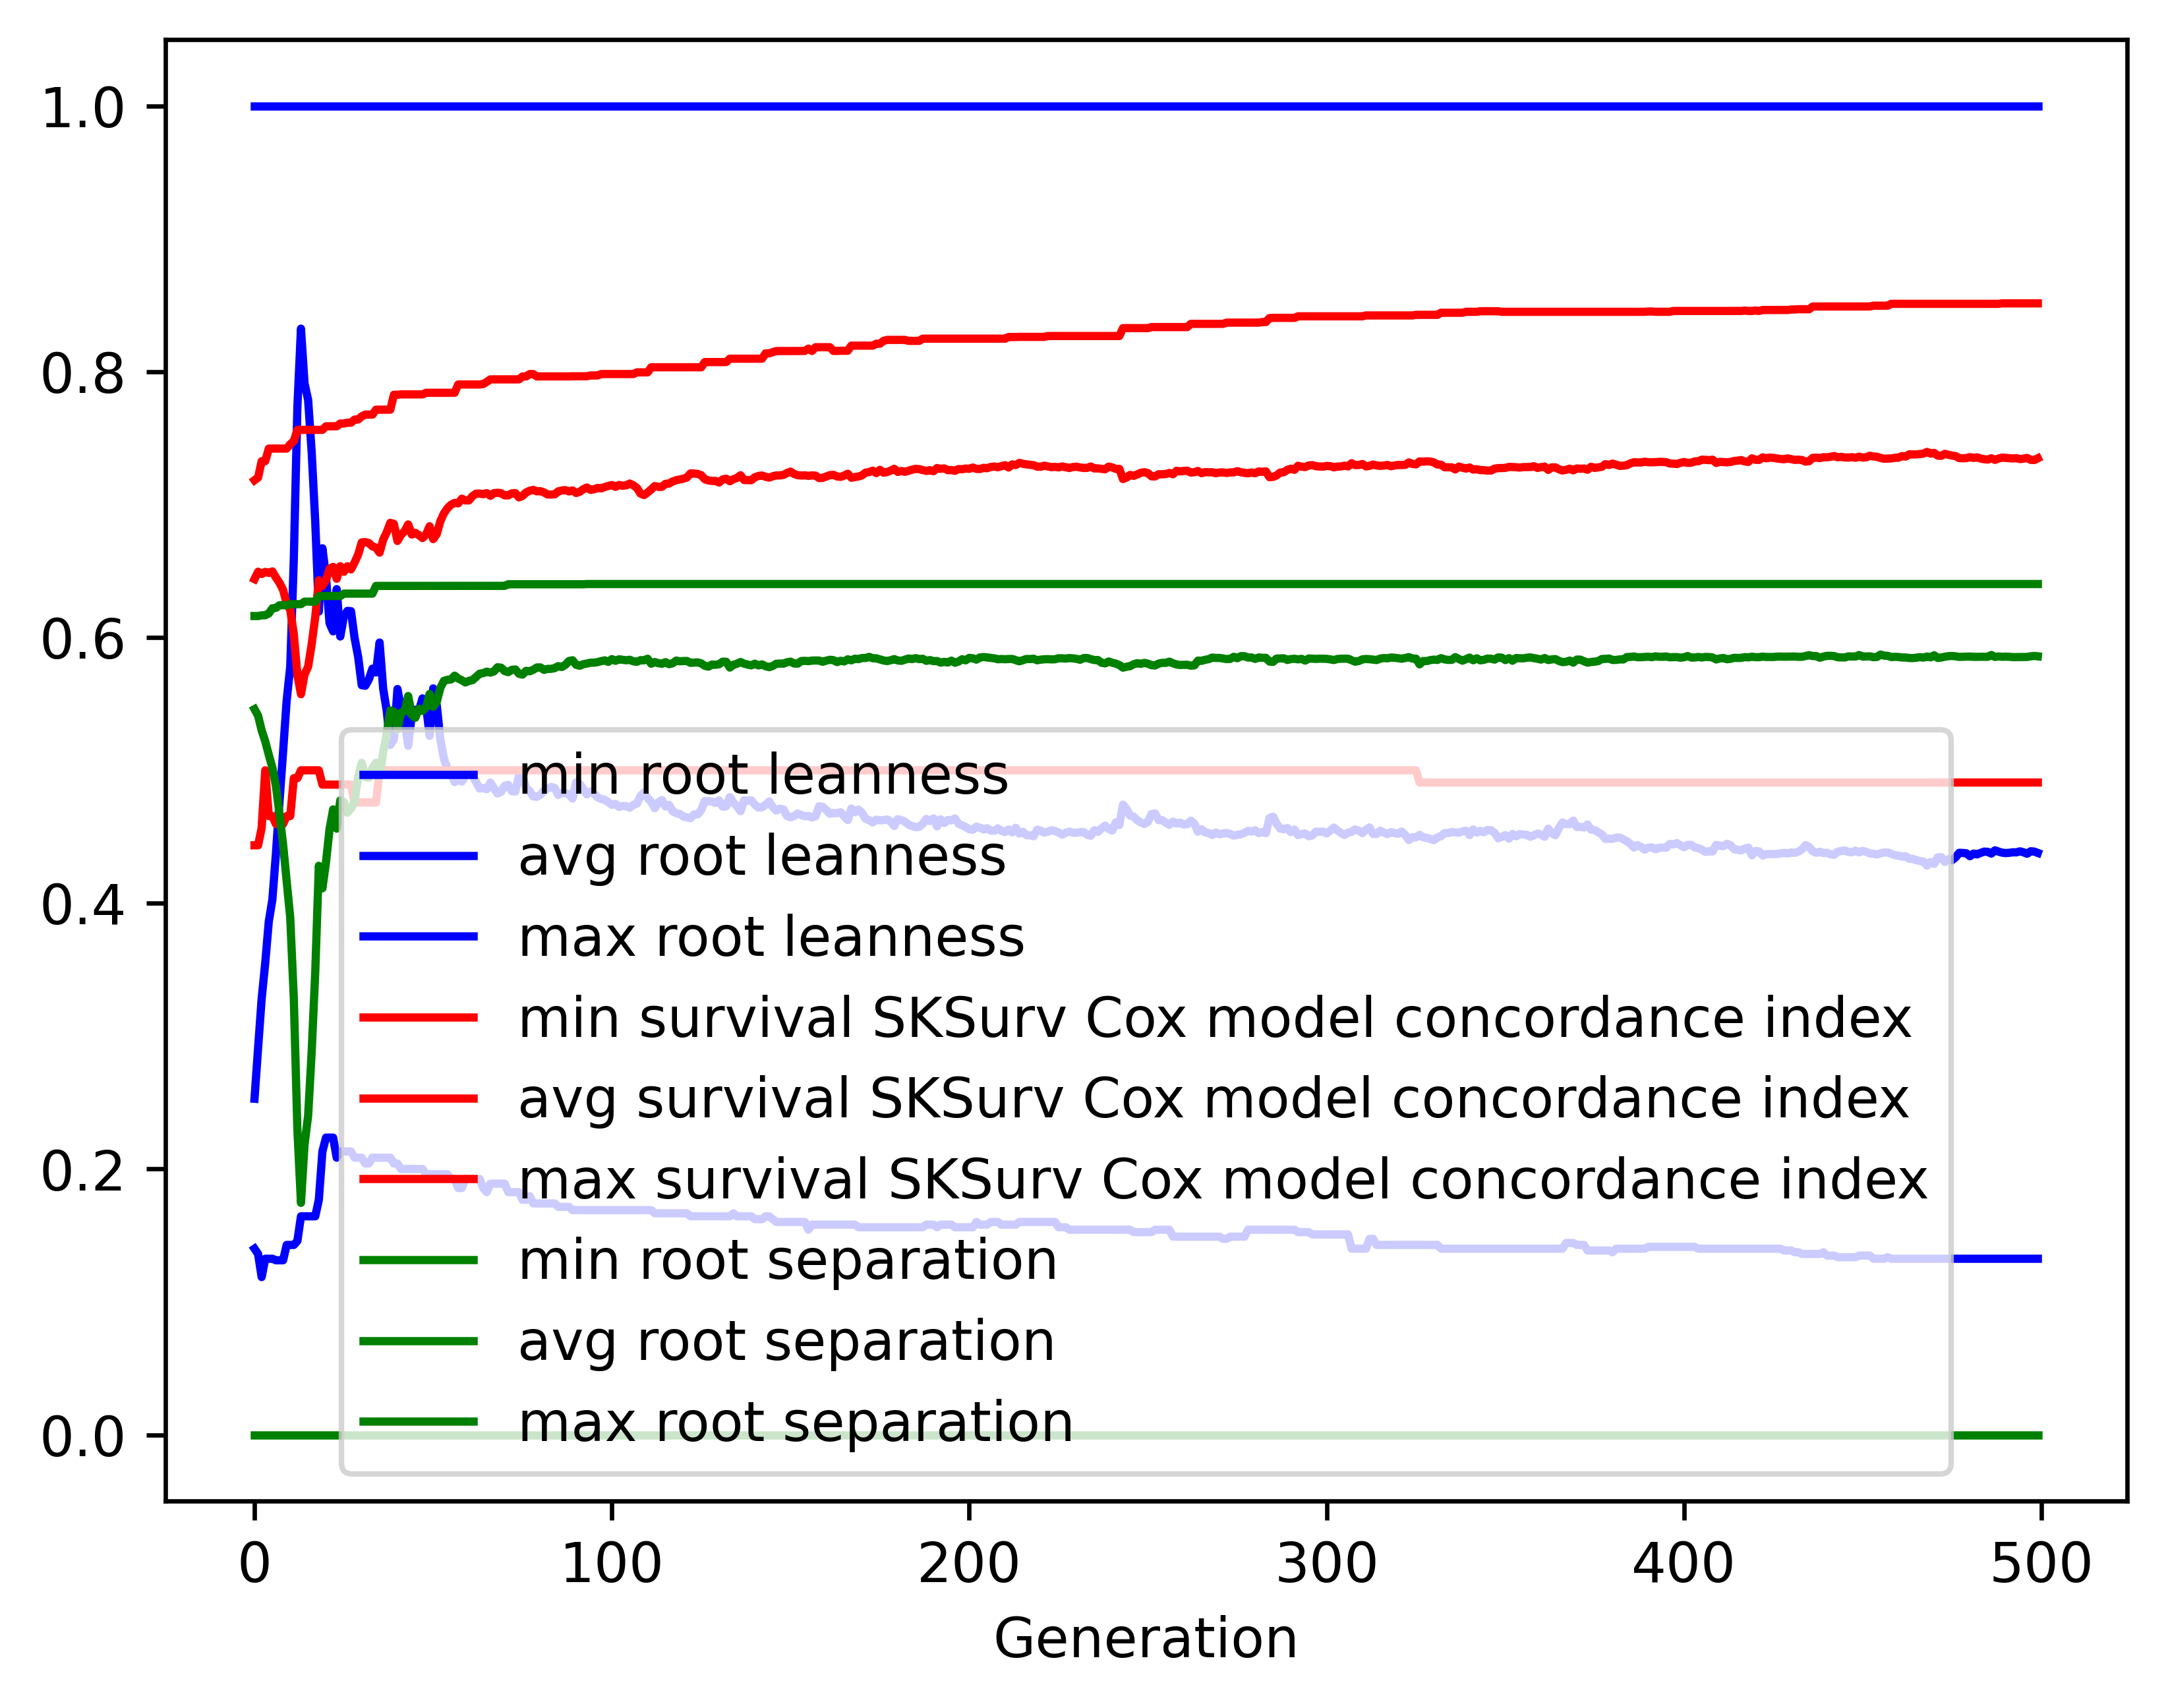 1.0
0.8
0.6
0.4
0.2
0.0
min root leanness
avg root leanness
max root leanness
min survival SKSurv Cox model concordance index
avg survival SKSurv Cox model concordance index
max survival SKSurv Cox model concordance index
min root separation
avg root separation
max root separation
0 100 200 300 400 500
Generation